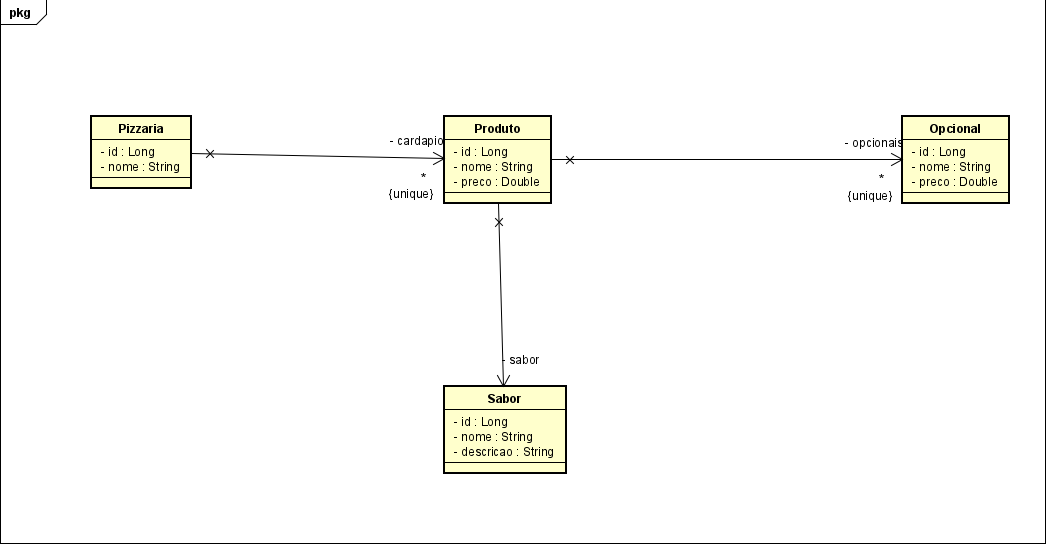 pkg
Pizzaria
- id : Long
- nome : String
- cardapio
*
{unique}
Produto
- id : Long
- nome : String
- preco : Double
- opcionais
*
{unique}
Opcional
- id : Long
- nome : String
- preco : Double
- sabor
Sabor
- id : Long
- nome : String
- descricao : String